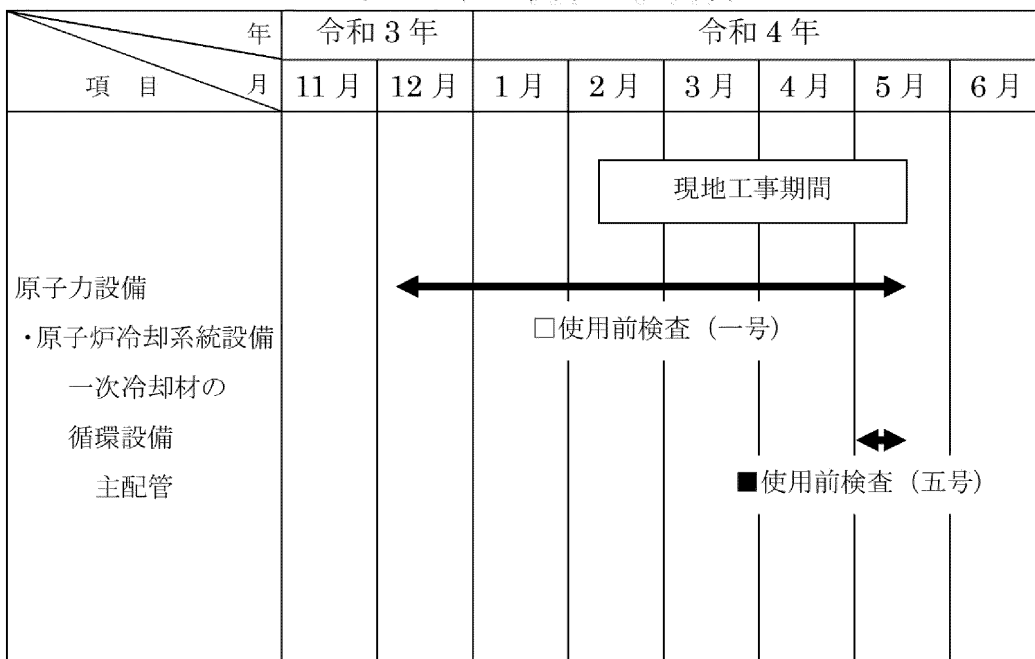 年 令和3年 令和4年
項 目 月 11月 12月 1月 2月 3月 4月 5月 6月
現地工事期間
原子力設備
・原子炉冷却系統設備
□使用前検査（一号）
一次冷却材の
循環設備
■使用前検査（五号）
主配管